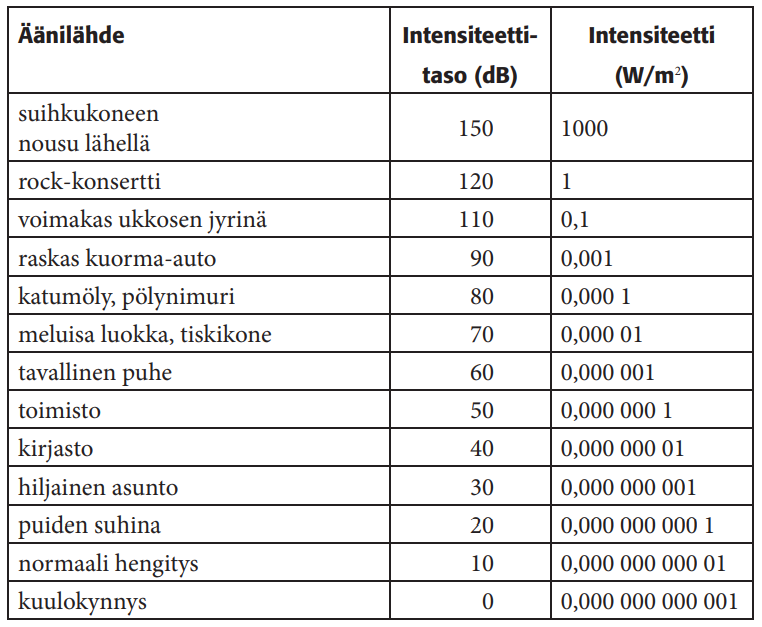 Äänilähde Intensiteetti- Intensiteetti
taso (dB) (W/m²)
suihkukoneen
nousu lähellä 150 1000
rock-konsertti 120 1
voimakas ukkosen jyrinä 110 0,1
raskas kuorma-auto 90 0,001
katumöly, pölynimuri 80 0,000 1
meluisa luokka, tiskikone 70 0,000 01
tavallinen puhe 60 0,000 001
toimisto 50 0,000 000 1
kirjasto 40 0,000 000 01
hiljainen asunto 30 0,000 000 001
puiden suhina 20 0,000 000 000 1
normaali hengitys 10 0,000 000 000 01
kuulokynnys 0 0,000 000 000 001